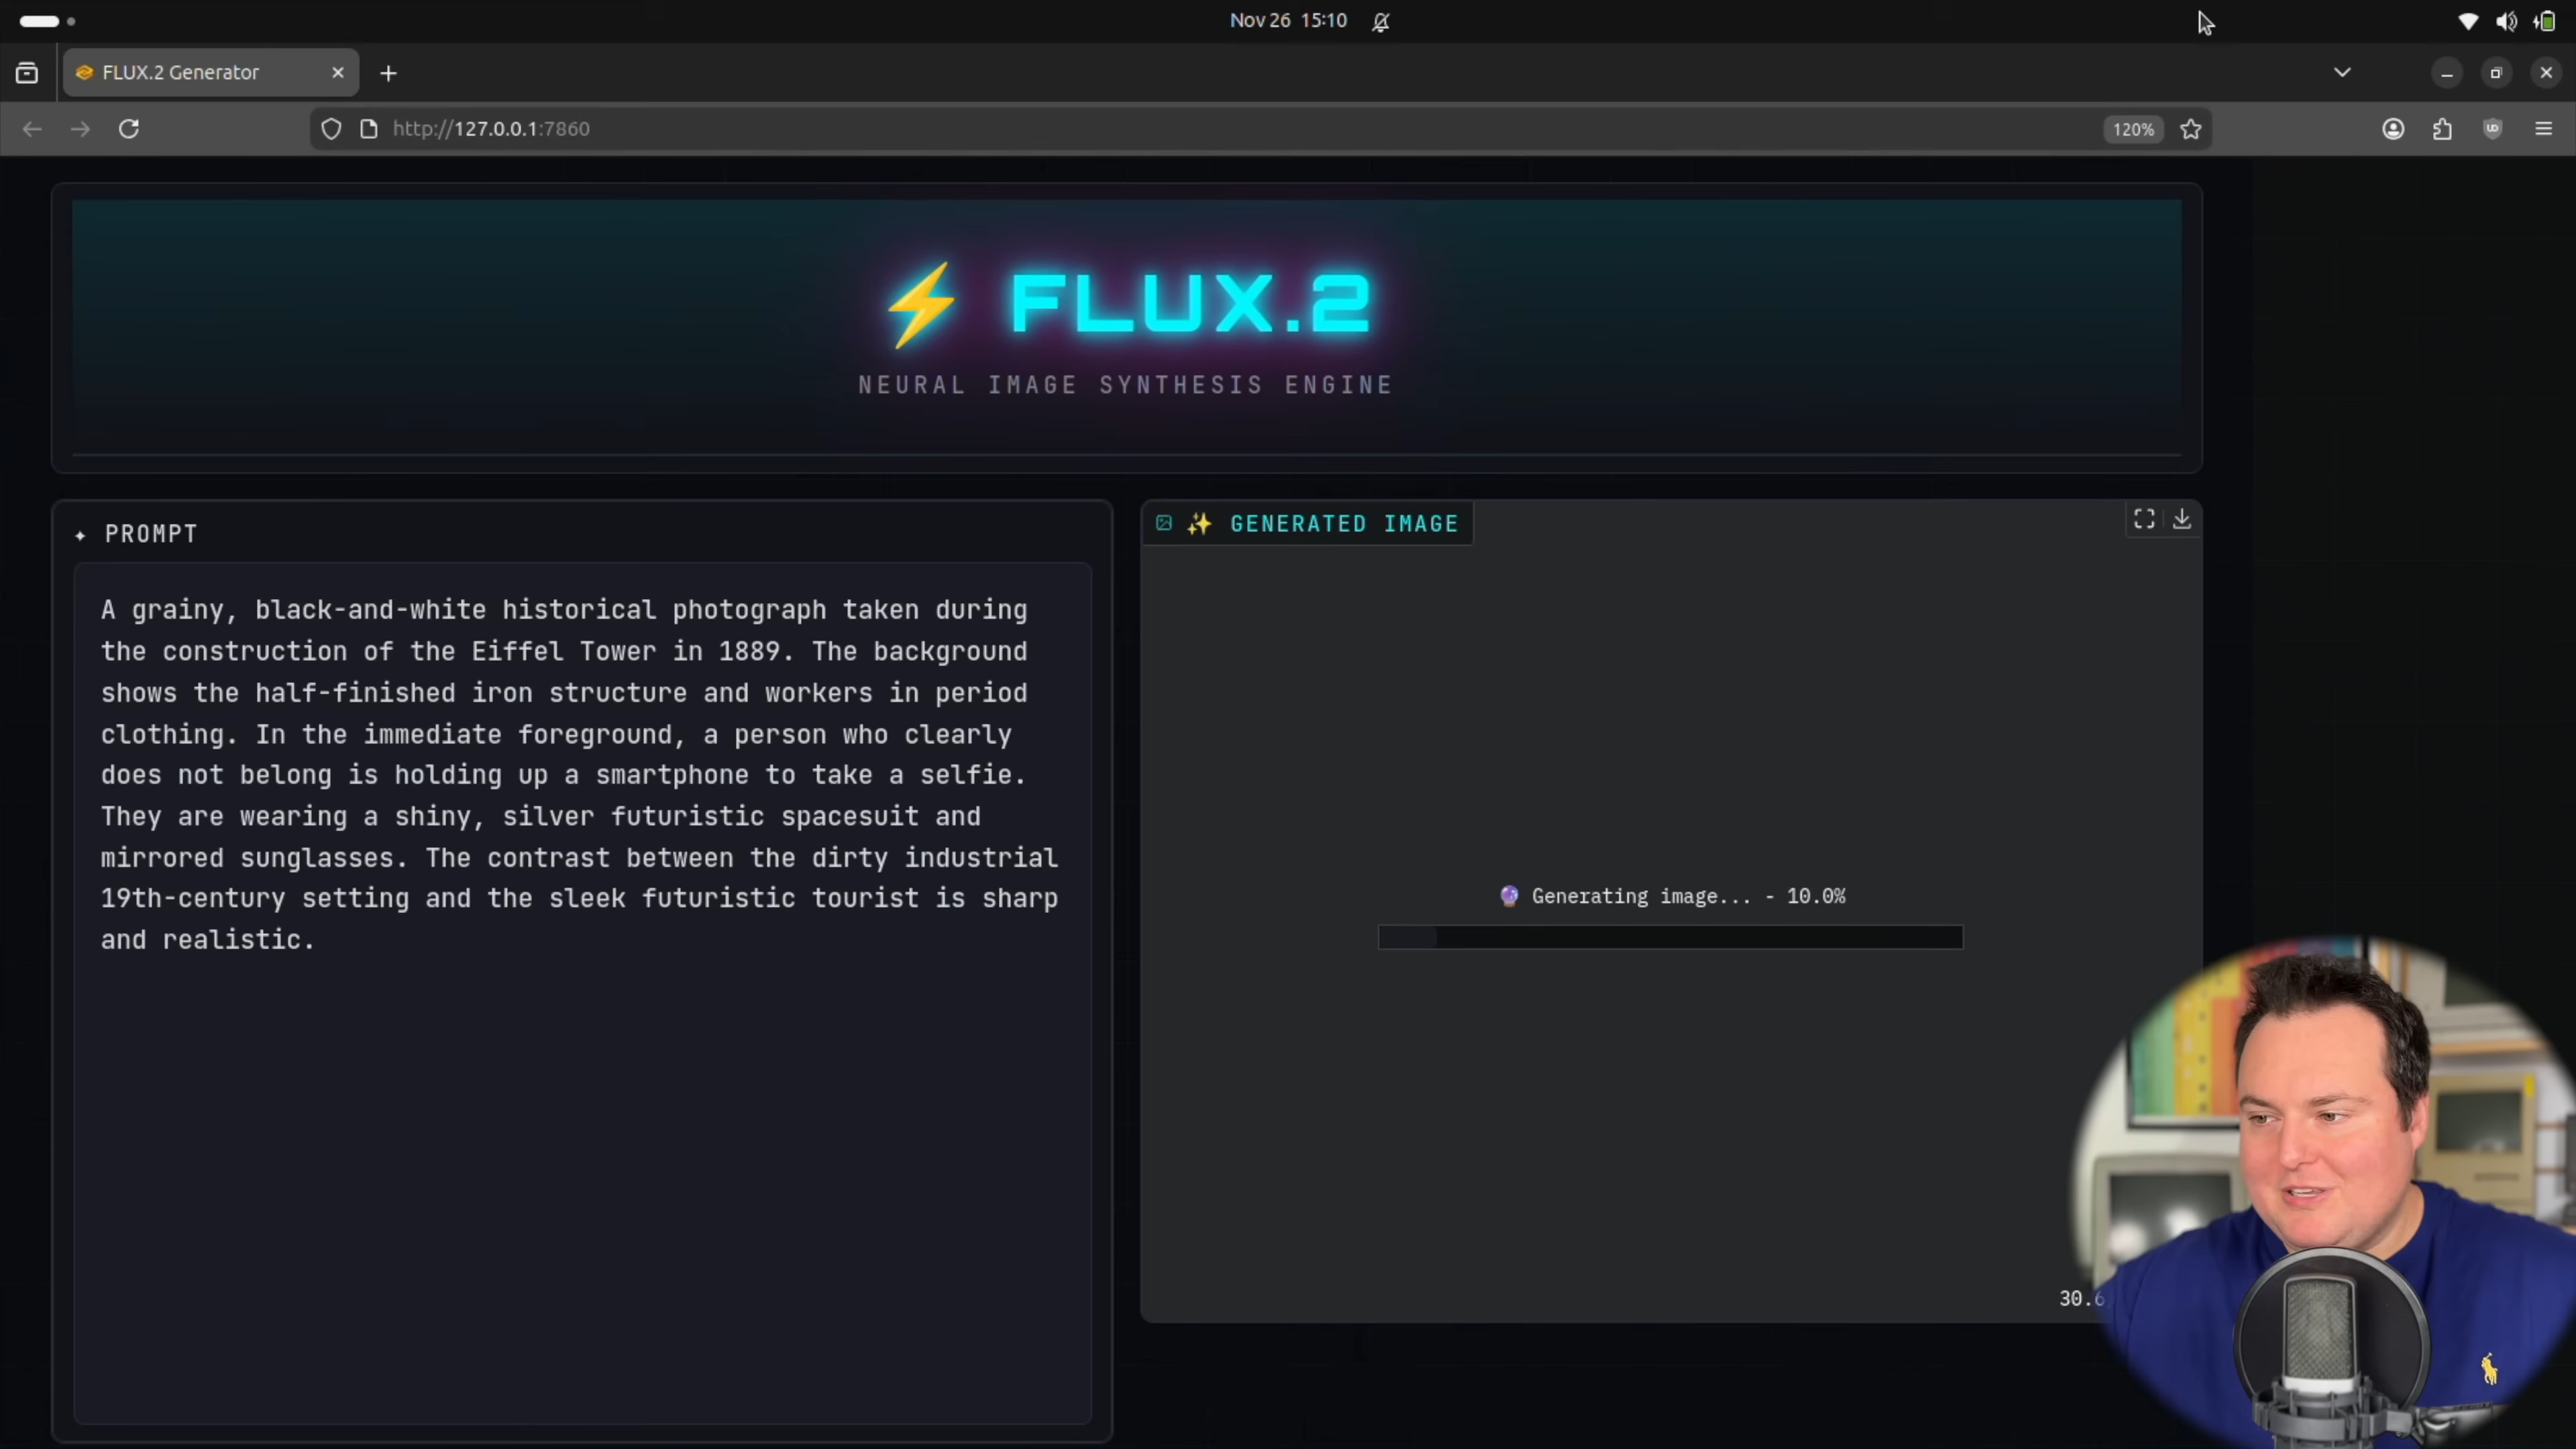 Nov 26 15:10
FLUX.2 Generator
http://127.0.0.1:7860
120%
⚡ FLUX.2
NEURAL IMAGE SYNTHESIS ENGINE
✦ PROMPT
A grainy, black-and-white historical photograph taken during
the construction of the Eiffel Tower in 1889. The background
shows the half-finished iron structure and workers in period
clothing. In the immediate foreground, a person who clearly
does not belong is holding up a smartphone to take a selfie.
They are wearing a shiny, silver futuristic spacesuit and
mirrored sunglasses. The contrast between the dirty industrial
19th-century setting and the sleek futuristic tourist is sharp
and realistic.
✨ GENERATED IMAGE
🔮 Generating image... - 10.0%